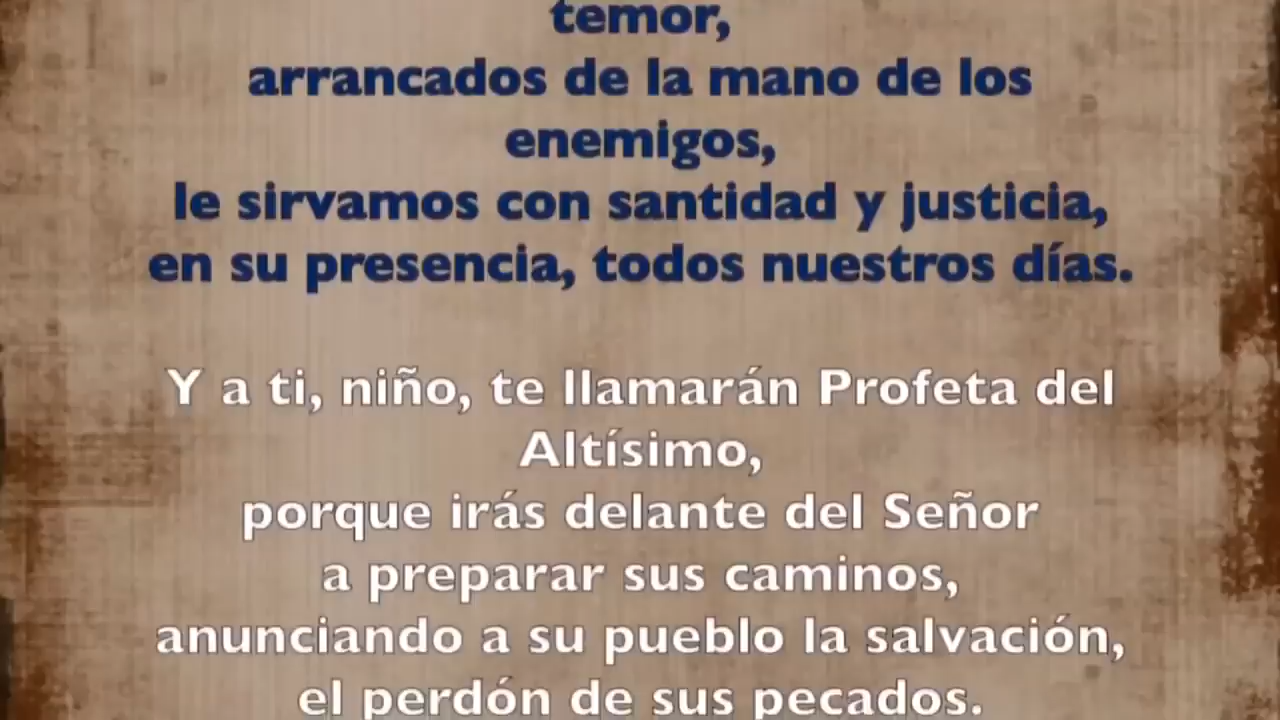 temor,
arrancados de la mano de los
enemigos,
le sirvamos con santidad y justicia,
en su presencia, todos nuestros días.
Y a ti, niño, te llamarán Profeta del
Altísimo,
porque irás delante del Señor
a preparar sus caminos,
anunciando a su pueblo la salvación,
el perdón de sus pecados.